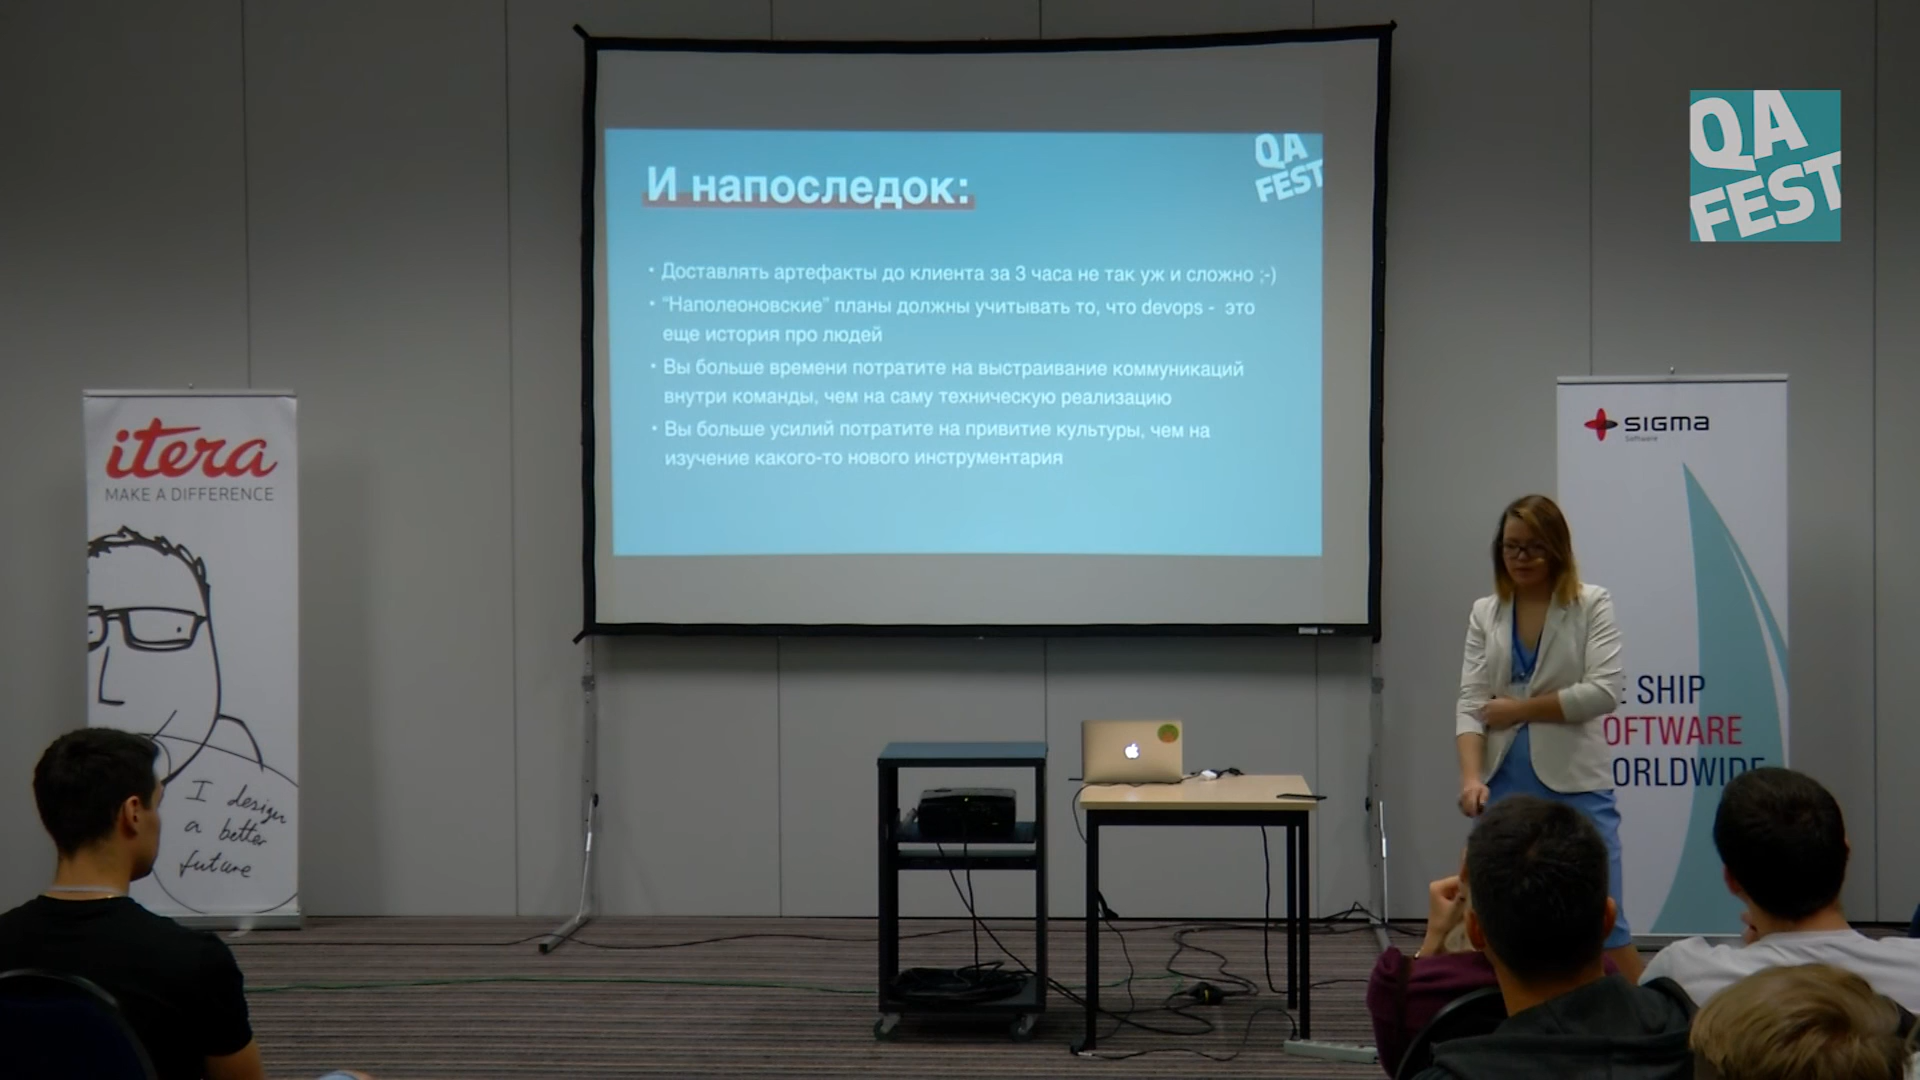 QA
FEST
И напоследок:
QA
FEST
• Доставлять артефакты до клиента за 3 часа не так уж и сложно ;-)
• “Наполеоновские” планы должны учитывать то, что devops - это
еще история про людей
• Вы больше времени потратите на выстраивание коммуникаций
внутри команды, чем на саму техническую реализацию
• Вы больше усилий потратите на привитие культуры, чем на
изучение какого-то нового инструментария
itera
MAKE A DIFFERENCE
I design
a better
future
SIGMA
Software
E SHIP
OFTWARE
ORLDWIDE